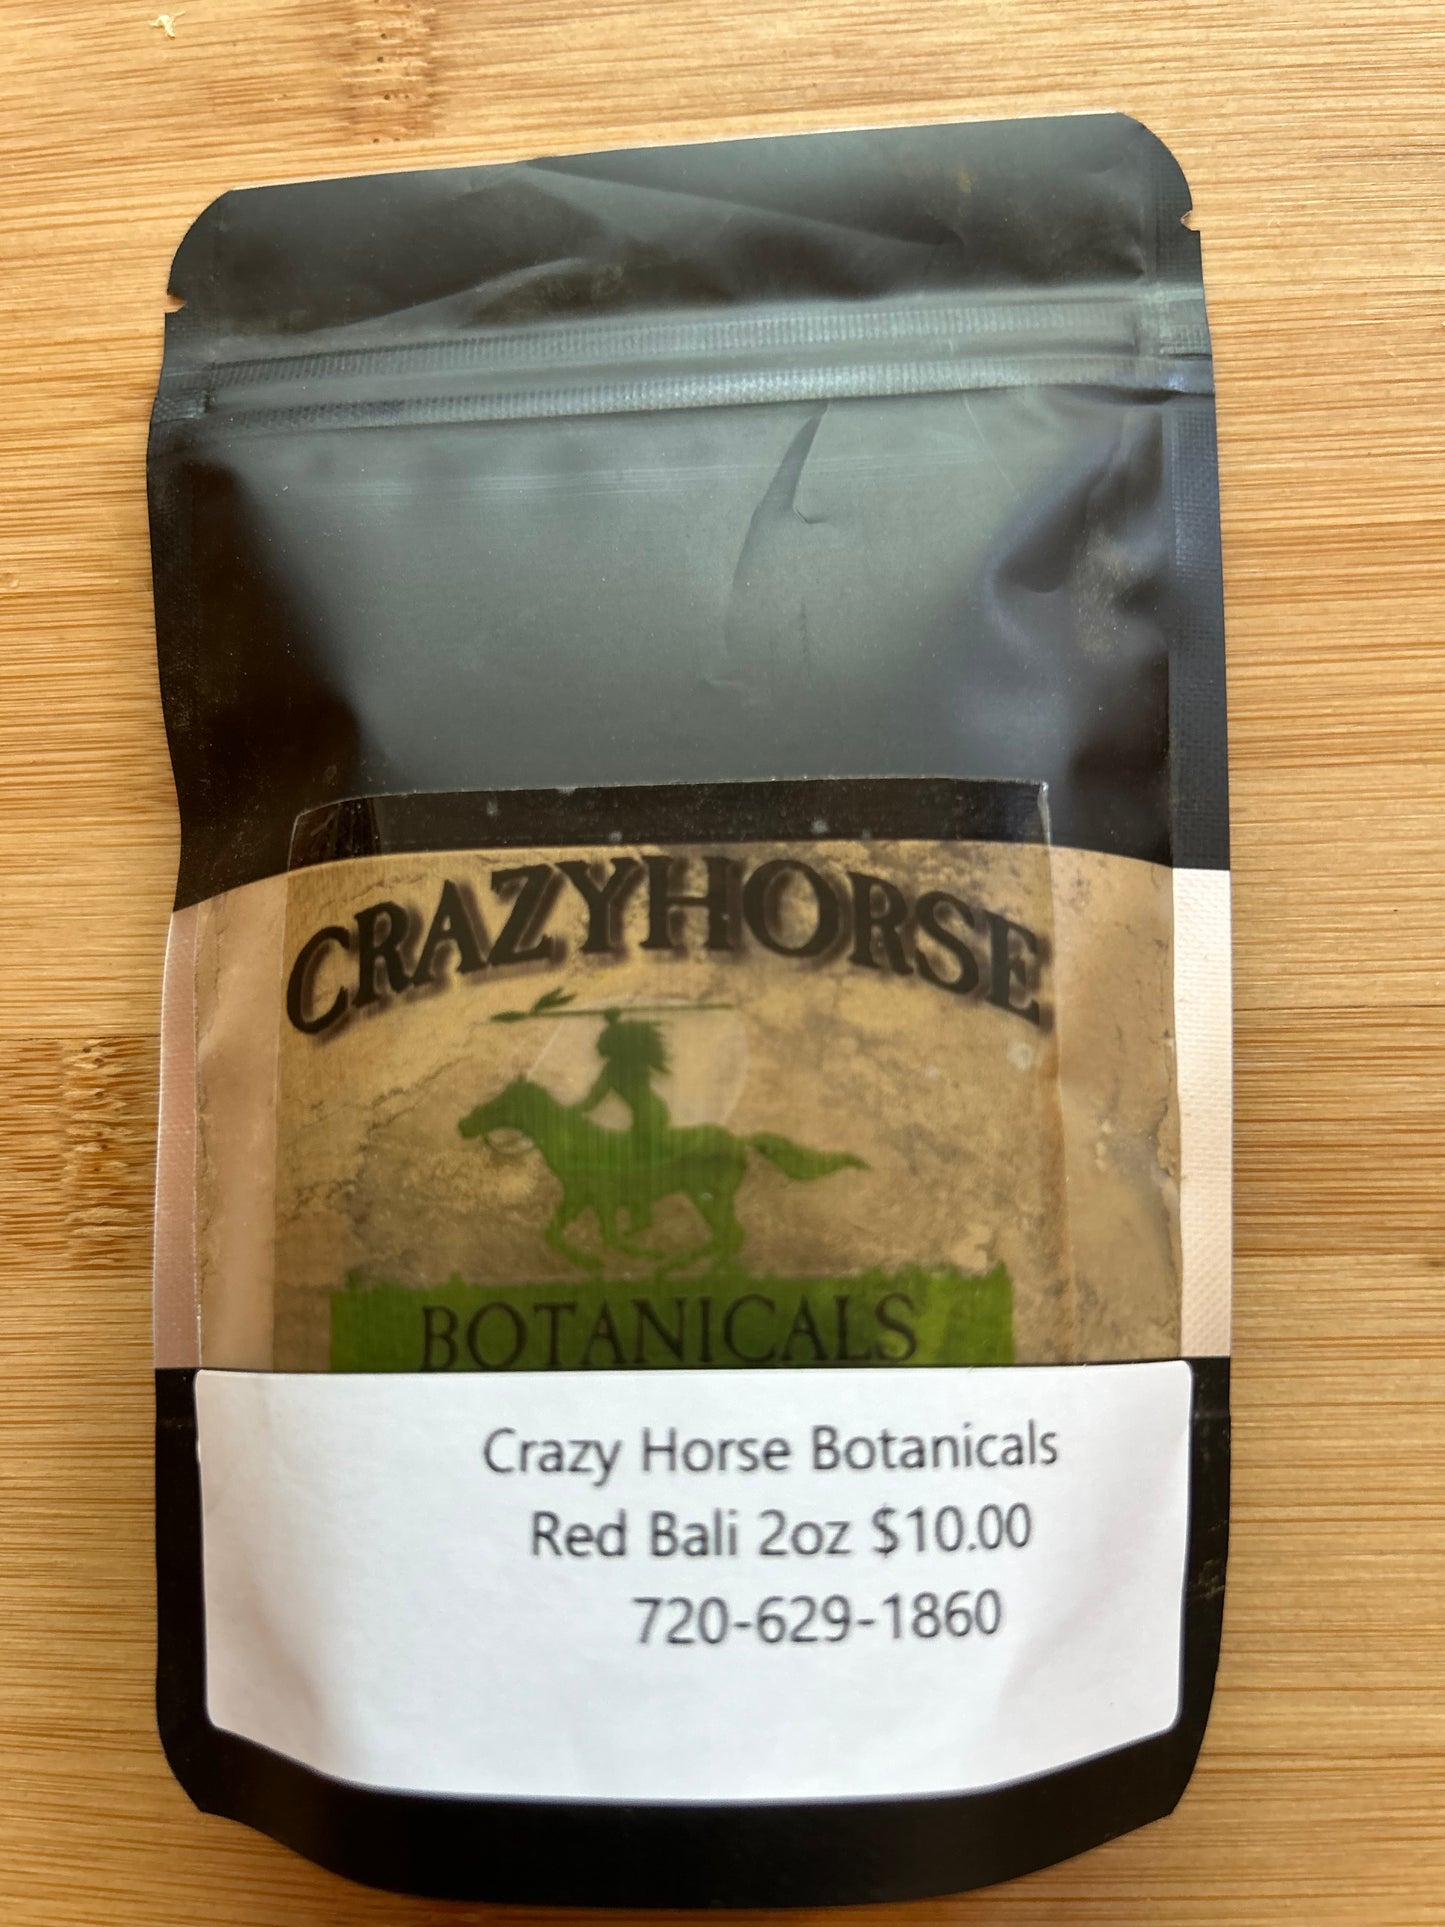 CRAZYHORSE
BOTANICALS
Crazy Horse Botanicals
Red Bali 2oz $10.00
720-629-1860